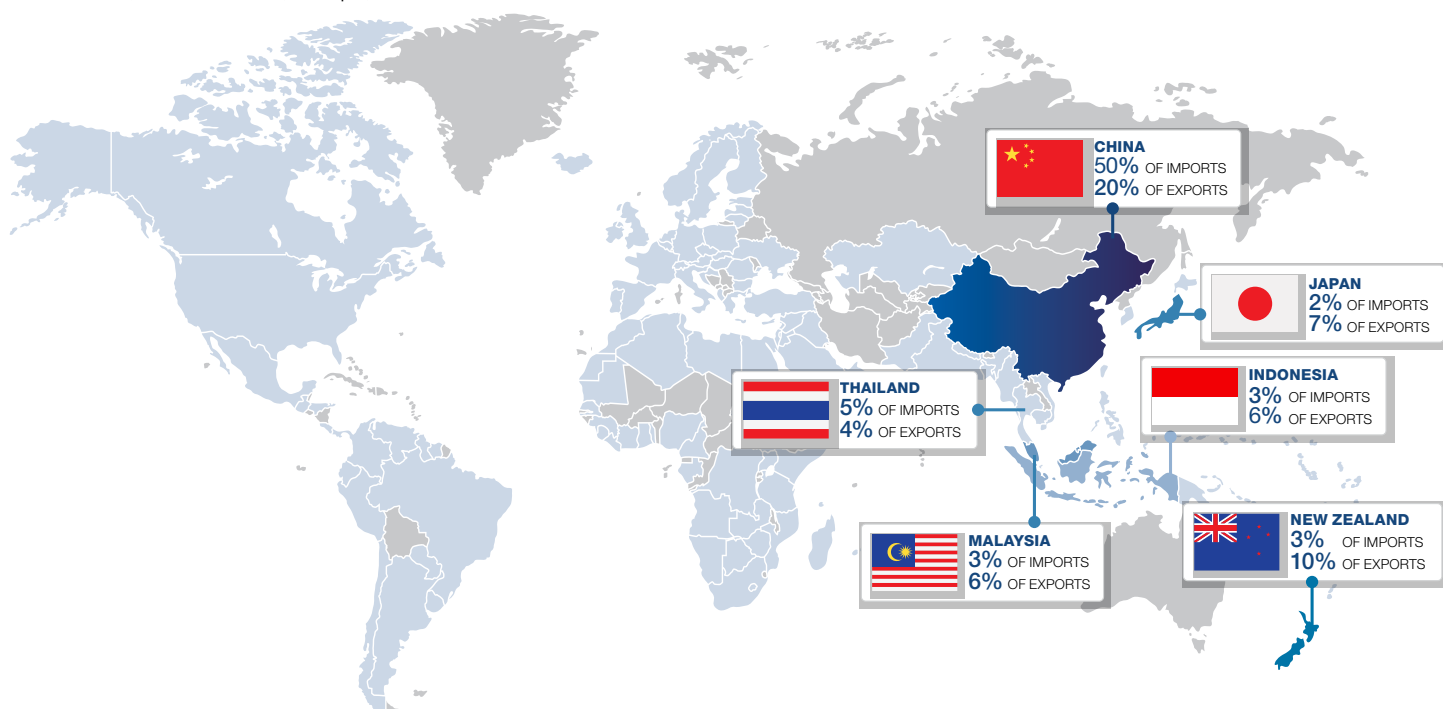 CHINA
50% OF IMPORTS
20% OF EXPORTS
JAPAN
2% OF IMPORTS
7% OF EXPORTS
INDONESIA
3% OF IMPORTS
6% OF EXPORTS
THAILAND
5% OF IMPORTS
4% OF EXPORTS
NEW ZEALAND
3% OF IMPORTS
10% OF EXPORTS
MALAYSIA
3% OF IMPORTS
6% OF EXPORTS